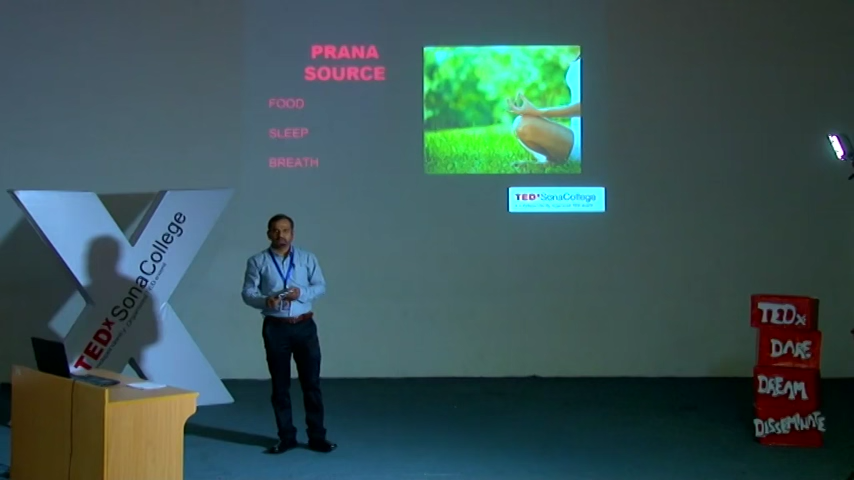 PRANA
SOURCE
FOOD
SLEEP
BREATH
TEDxSonaCollege
TEDxSonaCollege
TEDx
DARE
DREAM
DISSEMINATE